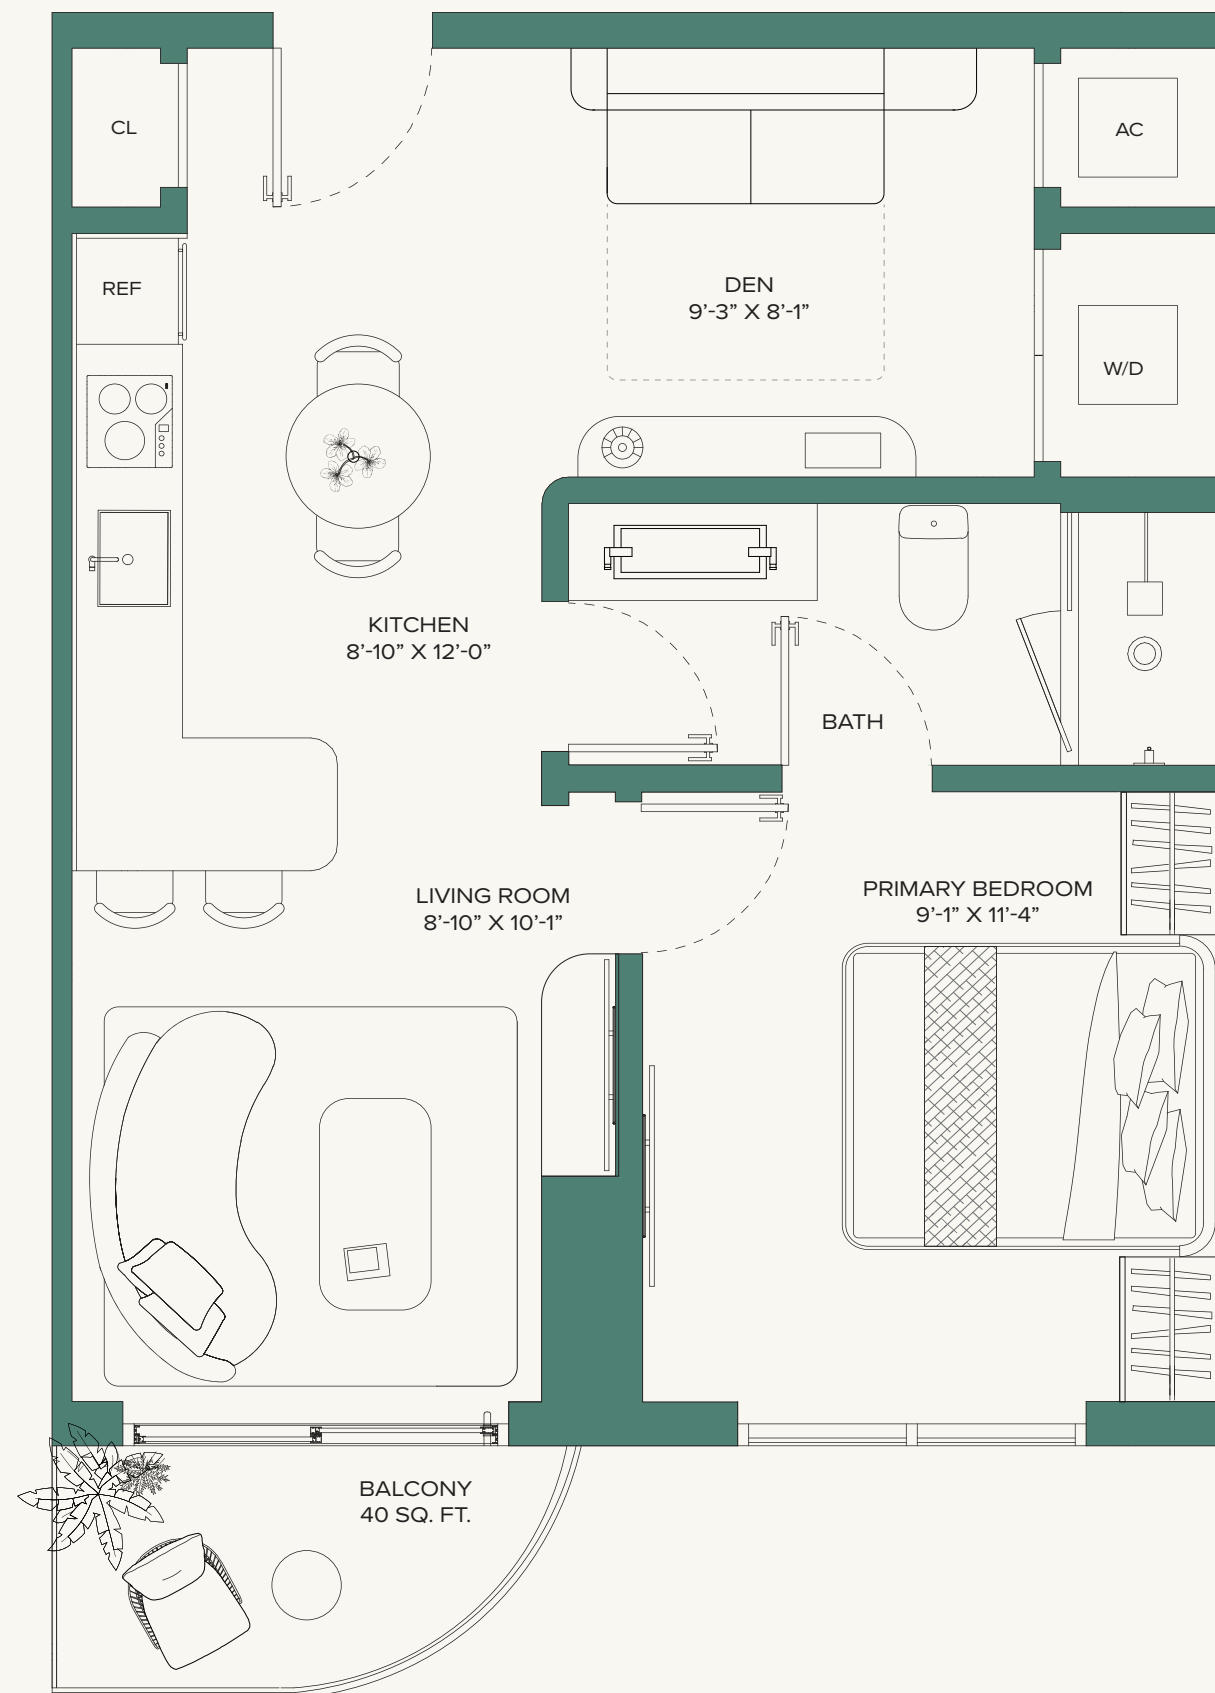 CL
AC
REF
DEN
9’-3” X 8’-1”
W/D
KITCHEN
8’-10” X 12’-0”
BATH
LIVING ROOM
8’-10” X 10’-1”
PRIMARY BEDROOM
9’-1” X 11’-4”
BALCONY
40 SQ. FT.